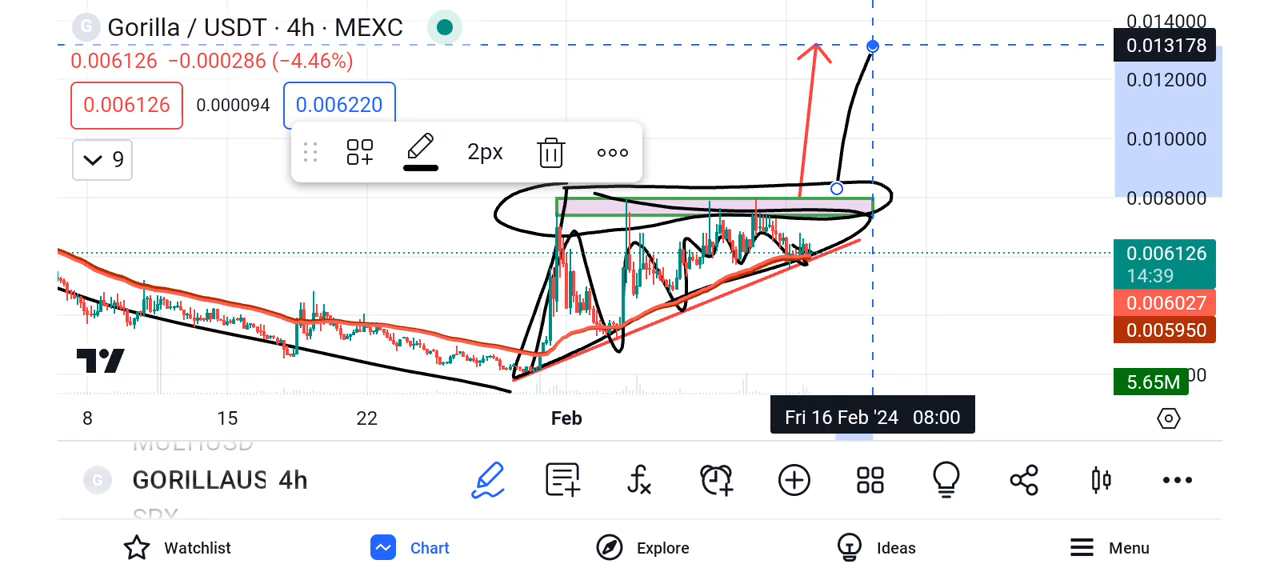 G Gorilla / USDT · 4h · MEXC
0.006126 −0.000286 (−4.46%)
0.006126 0.000094 0.006220
9
2px
0.014000
0.013178
0.012000
0.010000
0.008000
0.006126
14:39
0.006027
0.005950
5.65M
8 15 22 Feb Fri 16 Feb '24 08:00
MULTIUSD
G GORILLAUS 4h
SPX
Watchlist Chart Explore Ideas Menu